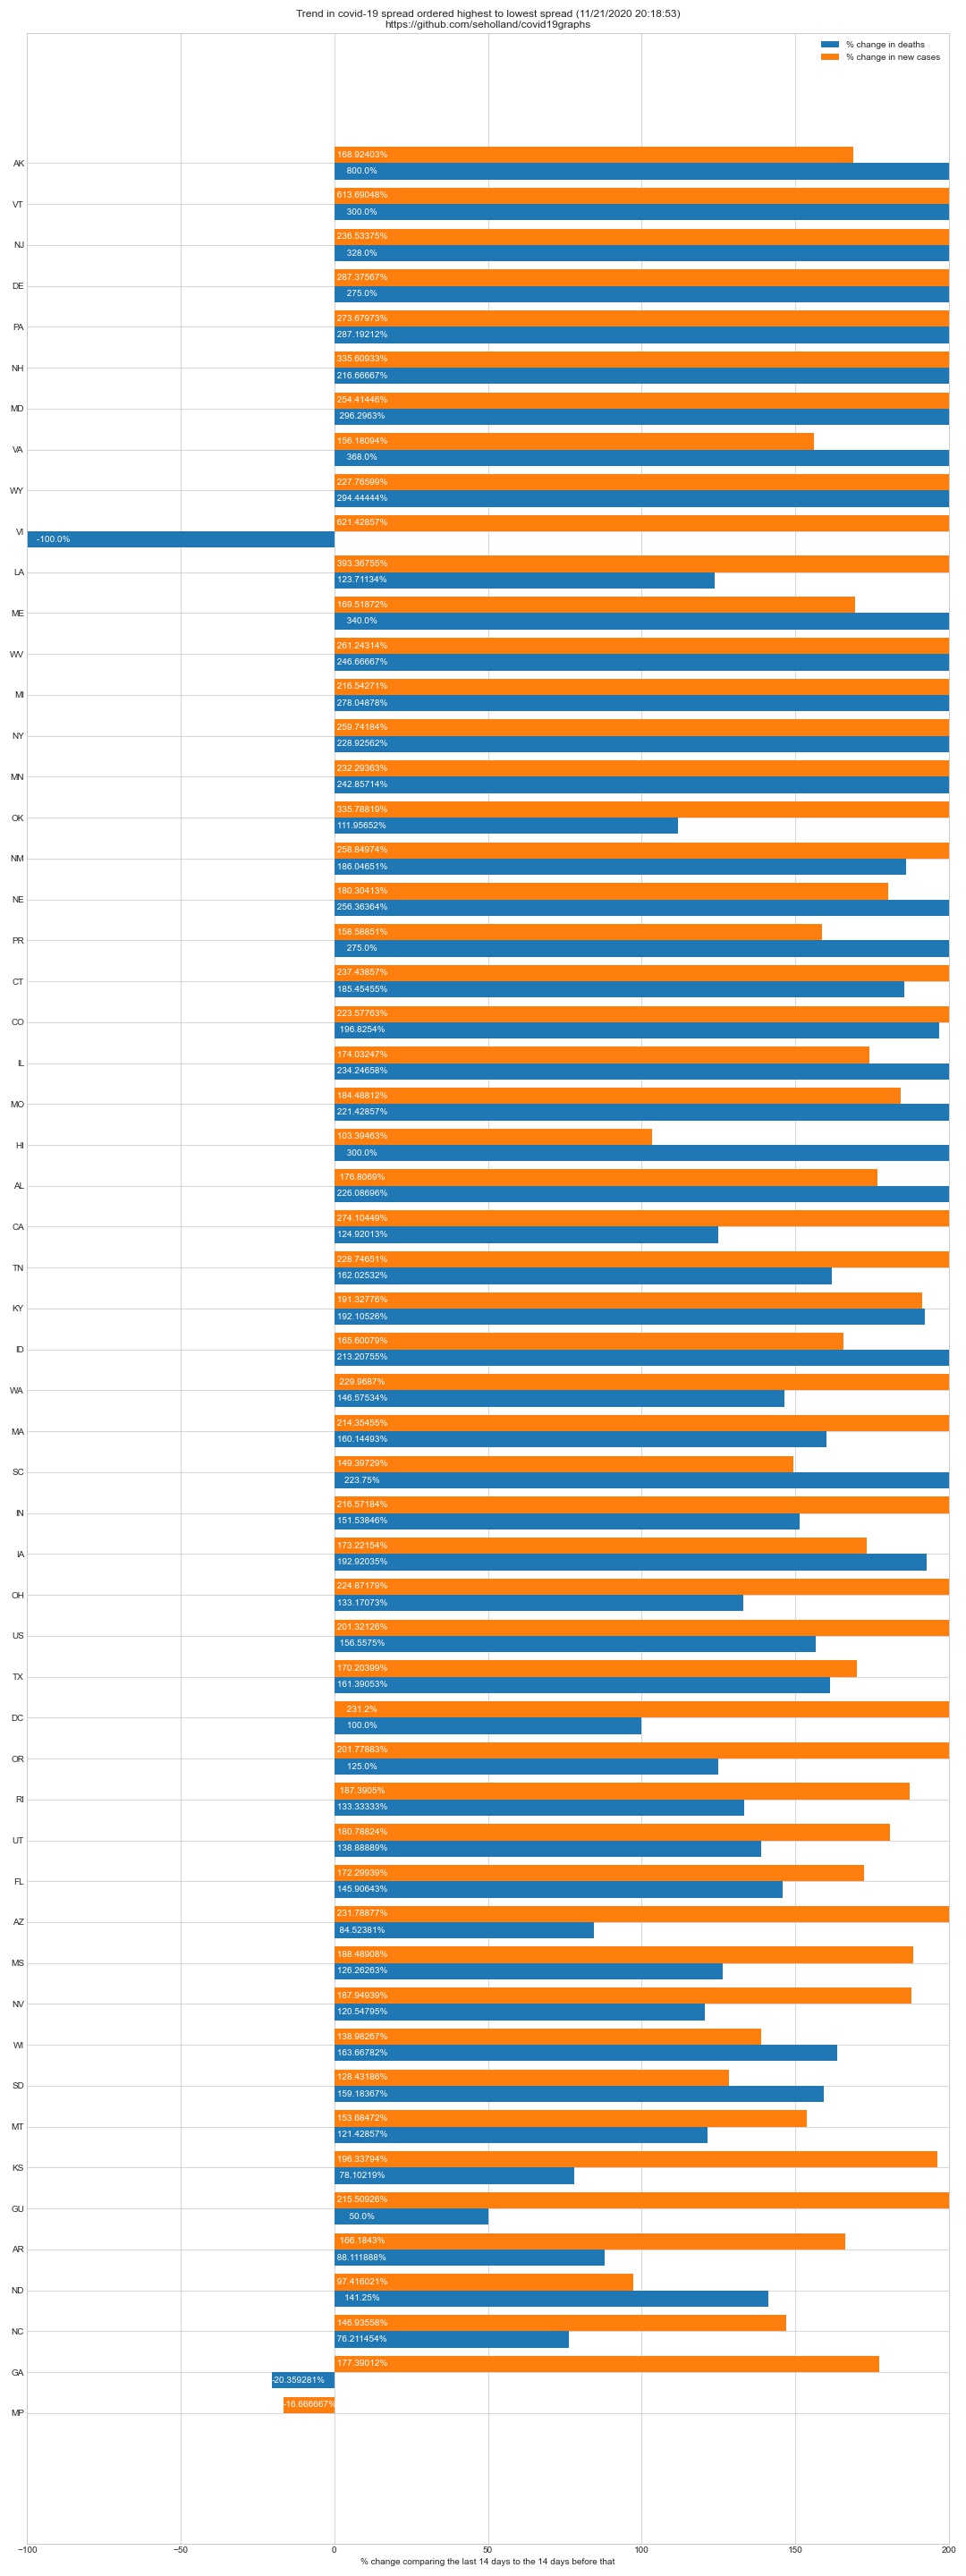 Trend in covid-19 spread ordered highest to lowest spread (11/21/2020 20:18:53)
https://github.com/seholland/covid19graphs
% change in deaths
% change in new cases
168.92403%
AK
800.0%
613.69048%
VT
300.0%
236.53375%
NJ
328.0%
287.37567%
DE
275.0%
273.67973%
PA
287.19212%
335.60933%
NH
216.66667%
254.41446%
MD
296.2963%
156.18094%
VA
368.0%
227.76599%
WY
294.44444%
621.42857%
VI
-100.0%
393.36755%
LA
123.71134%
169.51872%
ME
340.0%
261.24314%
WV
246.66667%
216.54271%
MI
278.04878%
259.74184%
NY
228.92562%
232.29363%
MN
242.85714%
335.78819%
OK
111.95652%
258.84974%
NM
186.04651%
180.30413%
NE
256.36364%
158.58851%
PR
275.0%
237.43857%
CT
185.45455%
223.57763%
CO
196.8254%
174.03247%
IL
234.24658%
184.48812%
MO
221.42857%
103.39463%
HI
300.0%
176.8069%
AL
226.08696%
274.10449%
CA
124.92013%
228.74651%
TN
162.02532%
191.32776%
KY
192.10526%
165.60079%
ID
213.20755%
229.9687%
WA
146.57534%
214.35455%
MA
160.14493%
149.39729%
SC
223.75%
216.57184%
IN
151.53846%
173.22154%
IA
192.92035%
224.87179%
OH
133.17073%
201.32126%
US
156.5575%
170.20399%
TX
161.39053%
231.2%
DC
100.0%
201.77883%
OR
125.0%
187.3905%
RI
133.33333%
180.78824%
UT
138.88889%
172.29939%
FL
145.90643%
231.78877%
AZ
84.52381%
188.48908%
MS
126.26263%
187.94939%
NV
120.54795%
138.98267%
WI
163.66782%
128.43186%
SD
159.18367%
153.68472%
MT
121.42857%
196.33794%
KS
78.10219%
215.50926%
GU
50.0%
166.1843%
AR
88.111888%
97.416021%
ND
141.25%
146.93558%
NC
76.211454%
177.39012%
GA
-20.359281%
-16.666667%
MP
−100 −50 0 50 100 150 200
% change comparing the last 14 days to the 14 days before that